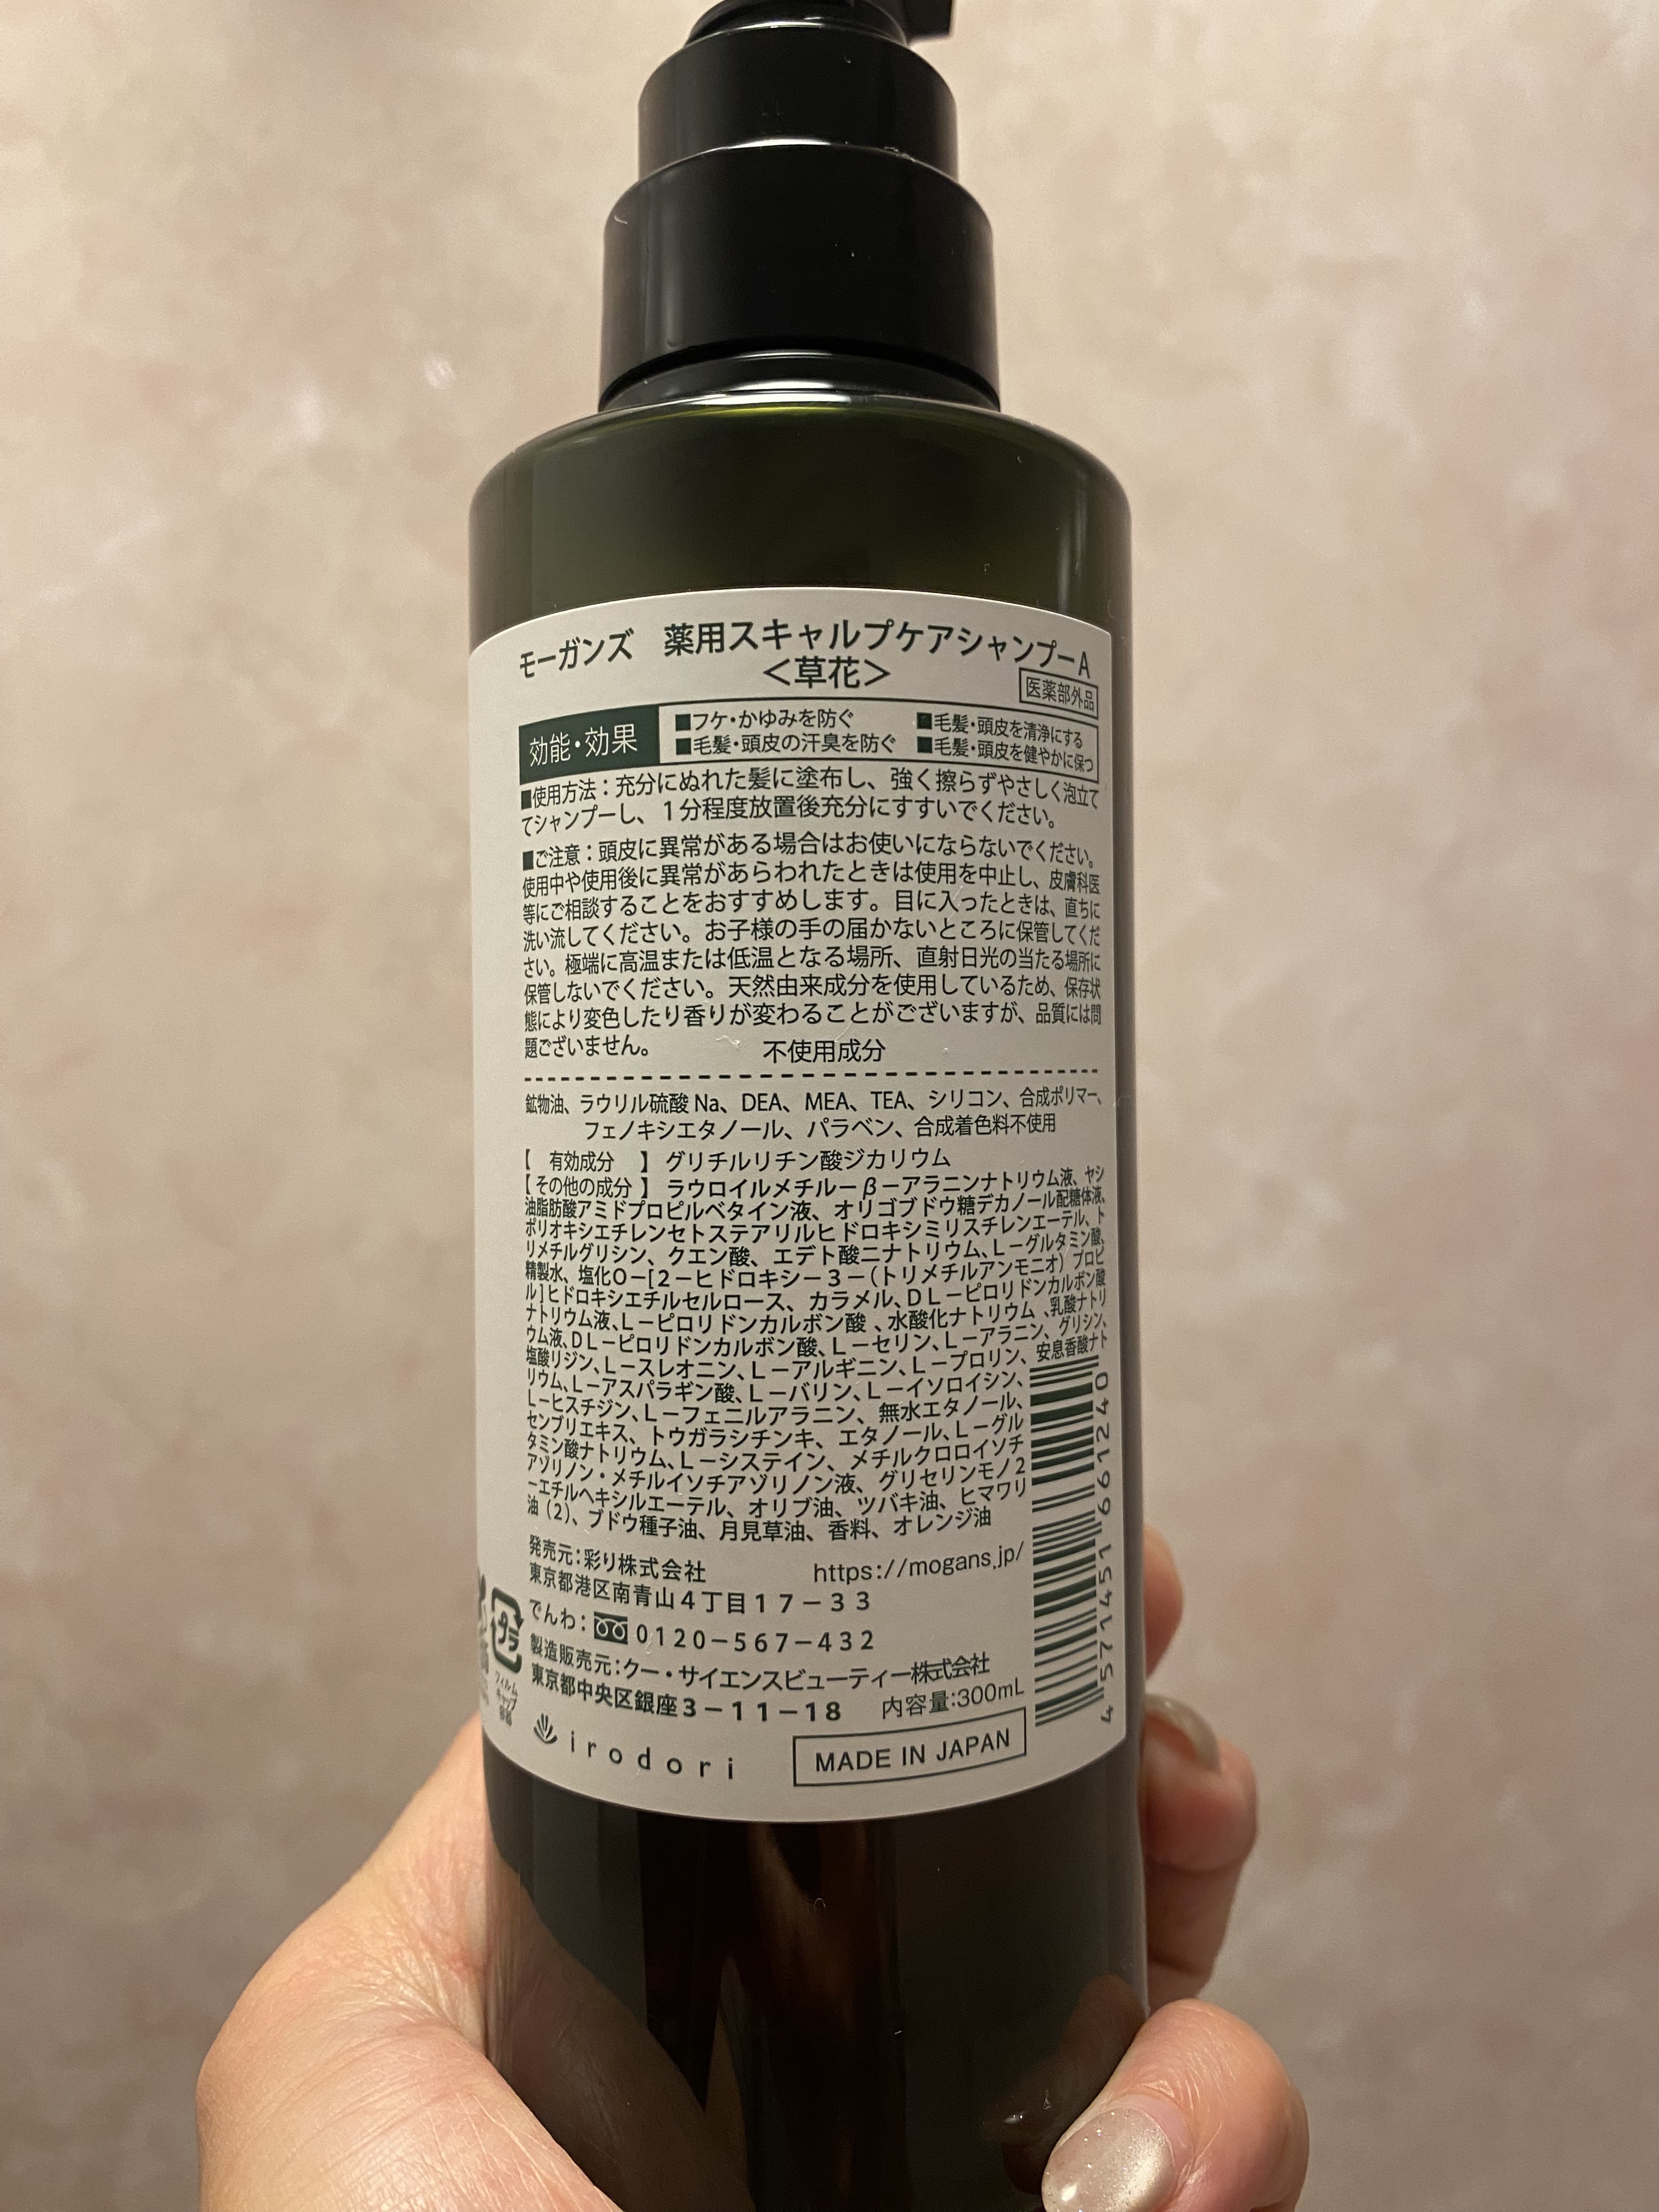 モーガンズ　薬用スキャルプケアシャンプーA
＜草花＞
医薬部外品
効能・効果
■フケ・かゆみを防ぐ　■毛髪・頭皮を清浄にする
■毛髪・頭皮の汗臭を防ぐ　■毛髪・頭皮を健やかに保つ
■使用方法：充分にぬれた髪に塗布し、強く擦らずやさしく泡立て
てシャンプーし、1分程度放置後充分にすすいでください。
■ご注意：頭皮に異常がある場合はお使いにならないでください。
使用中や使用後に異常があらわれたときは使用を中止し、皮膚科医
等にご相談することをおすすめします。目に入ったときは、直ちに
洗い流してください。お子様の手の届かないところに保管してくだ
さい。極端に高温または低温となる場所、直射日光の当たる場所に
保管しないでください。天然由来成分を使用しているため、保存状
態により変色したり香りが変わることがございますが、品質には問
題ございません。
不使用成分
鉱物油、ラウリル硫酸 Na、DEA、MEA、TEA、シリコン、合成ポリマー、
フェノキシエタノール、パラベン、合成着色料不使用
【　有効成分　】 グリチルリチン酸ジカリウム
【 その他の成分 】 ラウロイルメチルーβ－アラニンナトリウム液、ヤシ
油脂肪酸アミドプロピルベタイン液、オリゴブドウ糖デカノール配糖体液、
ポリオキシエチレンセトステアリルヒドロキシミリスチレンエーテル、ト
リメチルグリシン、クエン酸、エデト酸二ナトリウム、L－グルタミン酸、
精製水、塩化O－[2－ヒドロキシ－3－（トリメチルアンモニオ）プロピ
ル]ヒドロキシエチルセルロース、カラメル、DL－ピロリドンカルボン酸
ナトリウム液、L－ピロリドンカルボン酸 、水酸化ナトリウム 、乳酸ナトリ
ウム液、DL－ピロリドンカルボン酸、L－セリン、L－アラニン、グリシン、
塩酸リジン、L－スレオニン、L－アルギニン、L－プロリン、安息香酸ナト
リウム、L－アスパラギン酸、L－バリン、L－イソロイシン、
L－ヒスチジン、L－フェニルアラニン、無水エタノール、
センブリエキス、トウガラシチンキ、エタノール、L－グル
タミン酸ナトリウム、L－システイン、メチルクロロイソチ
アゾリノン・メチルイソチアゾリノン液、グリセリンモノ2
－エチルヘキシルエーテル、オリブ油、ツバキ油、ヒマワリ
油（2）、ブドウ種子油、月見草油、香料、オレンジ油
発売元：彩り株式会社　https://mogans.jp/
東京都港区南青山4丁目17－33
でんわ：0120－567－432
製造販売元：クー・サイエンスビューティー株式会社
東京都中央区銀座3－11－18　内容量：300mL
irodori
MADE IN JAPAN
プラ
フィルム
キャップ
容器